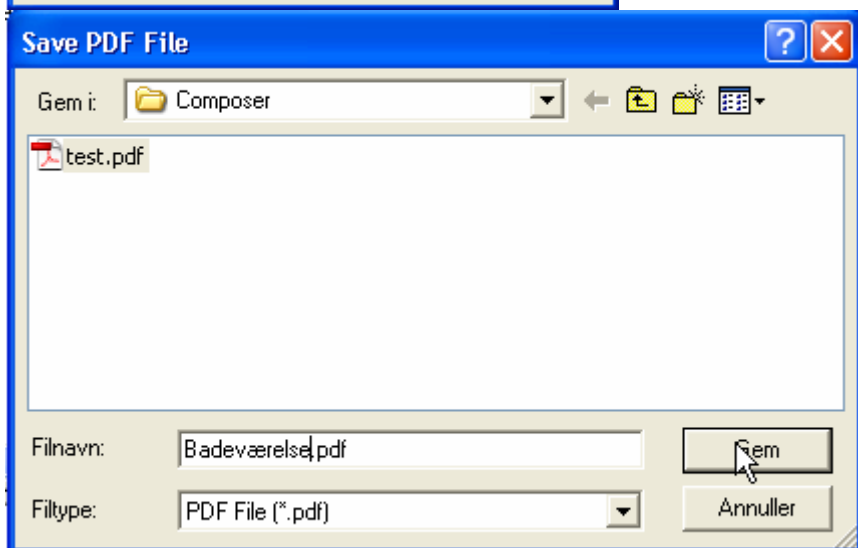 Save PDF File
Gem i: Composer
test.pdf
Filnavn: Badeværelse.pdf Gem
Filtype: PDF File (*.pdf) Annuller